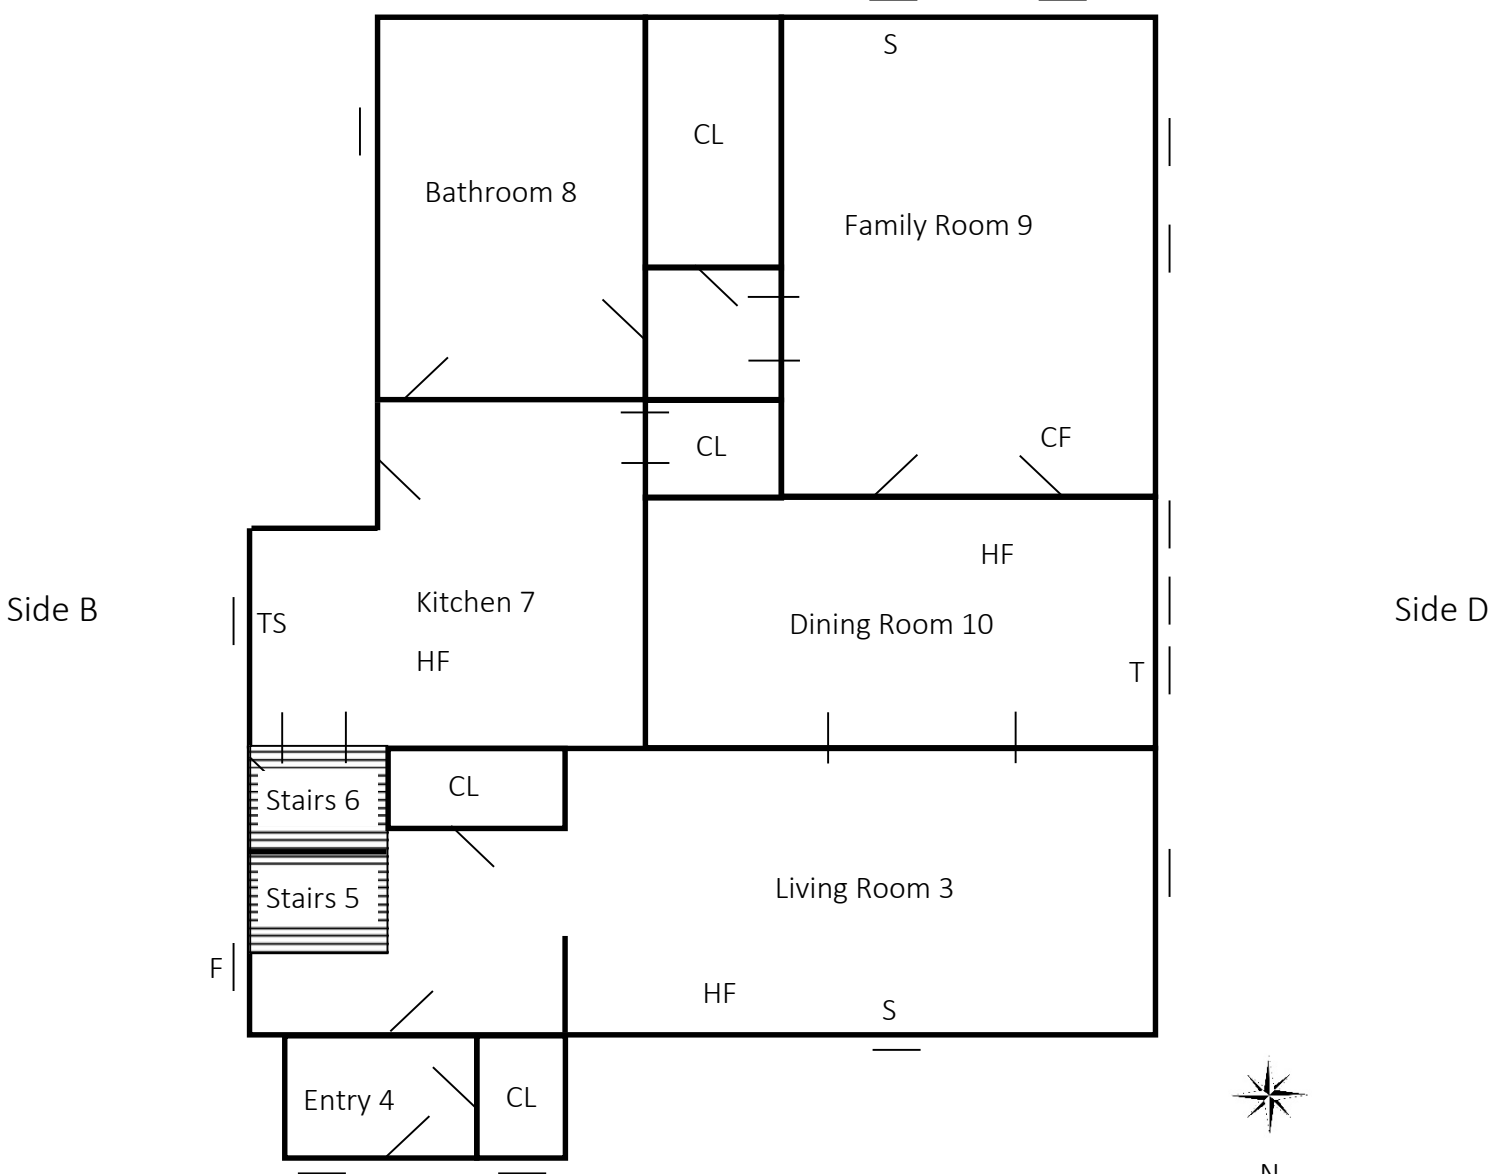 S
CL
Bathroom 8
Family Room 9
CF
CL
HF
Side B
TS
Kitchen 7
Dining Room 10
Side D
HF
T
CL
Stairs 6
Living Room 3
Stairs 5
F
HF
S
Entry 4
CL
N